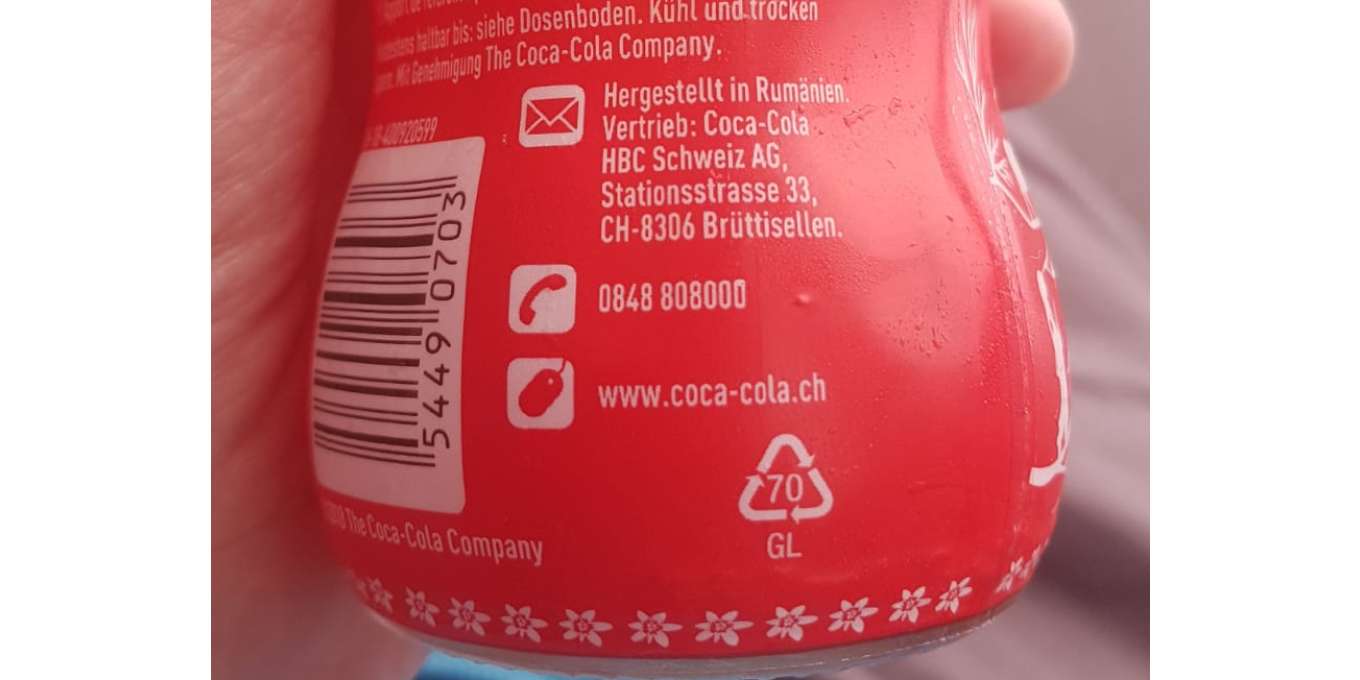 siehe Dosenboden. Kühl und trocken
haltbar bis: Mit Genehmigung The Coca-Cola Company.
Hergestellt in Rumänien.
Vertrieb: Coca-Cola
HBC Schweiz AG,
Stationsstrasse 33,
CH-8306 Brüttisellen.
400920599
5449 0703
0848 808000
www.coca-cola.ch
70
GL
The Coca-Cola Company